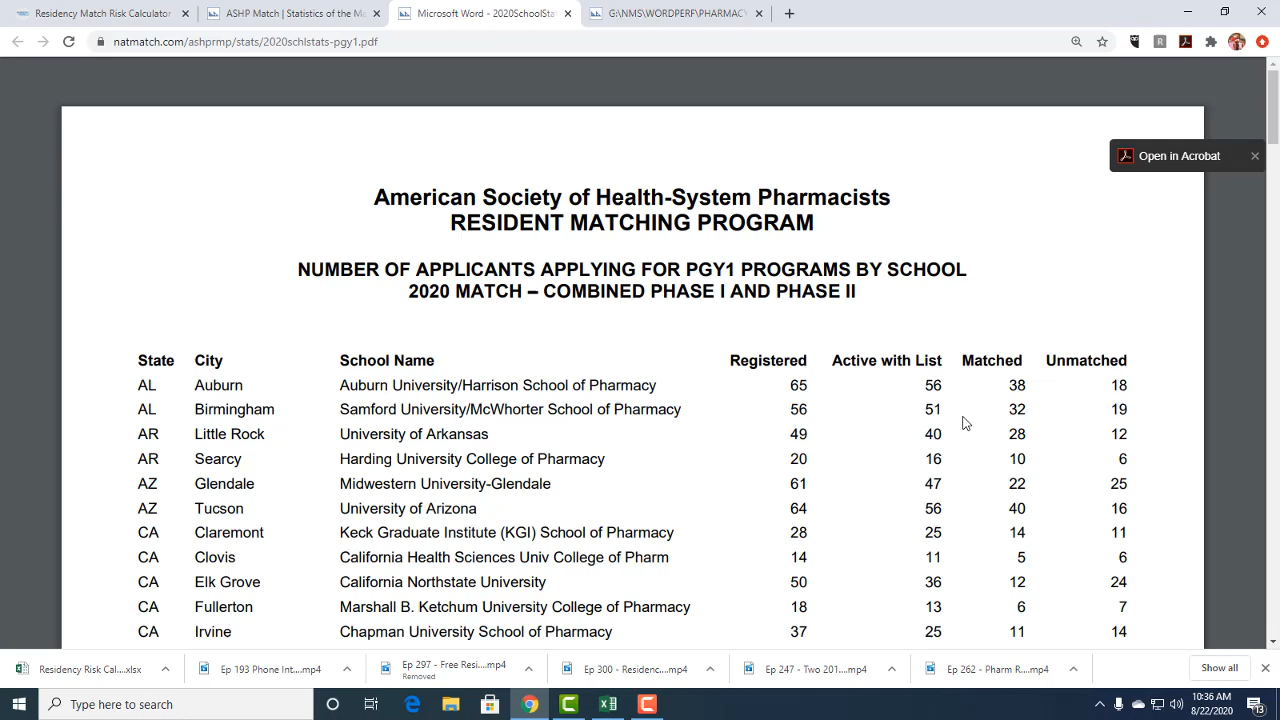 Residency Match Risk Calculator
ASHP Match | Statistics of the Ma
Microsoft Word - 2020SchoolSta
G:\NMS\WORDPERF\PHARMACY
natmatch.com/ashprmp/stats/2020schlstats-pgy1.pdf
Open in Acrobat
American Society of Health-System Pharmacists
RESIDENT MATCHING PROGRAM
NUMBER OF APPLICANTS APPLYING FOR PGY1 PROGRAMS BY SCHOOL
2020 MATCH – COMBINED PHASE I AND PHASE II
State City School Name Registered Active with List Matched Unmatched
AL Auburn Auburn University/Harrison School of Pharmacy 65 56 38 18
AL Birmingham Samford University/McWhorter School of Pharmacy 56 51 32 19
AR Little Rock University of Arkansas 49 40 28 12
AR Searcy Harding University College of Pharmacy 20 16 10 6
AZ Glendale Midwestern University-Glendale 61 47 22 25
AZ Tucson University of Arizona 64 56 40 16
CA Claremont Keck Graduate Institute (KGI) School of Pharmacy 28 25 14 11
CA Clovis California Health Sciences Univ College of Pharm 14 11 5 6
CA Elk Grove California Northstate University 50 36 12 24
CA Fullerton Marshall B. Ketchum University College of Pharmacy 18 13 6 7
CA Irvine Chapman University School of Pharmacy 37 25 11 14
Residency Risk Cal....xlsx
Ep 193 Phone Int....mp4
Ep 297 - Free Resi....mp4
Removed
Ep 300 - Residenc....mp4
Ep 247 - Two 201....mp4
Ep 262 - Pharm R....mp4
Show all
Type here to search
10:36 AM
8/22/2020
13